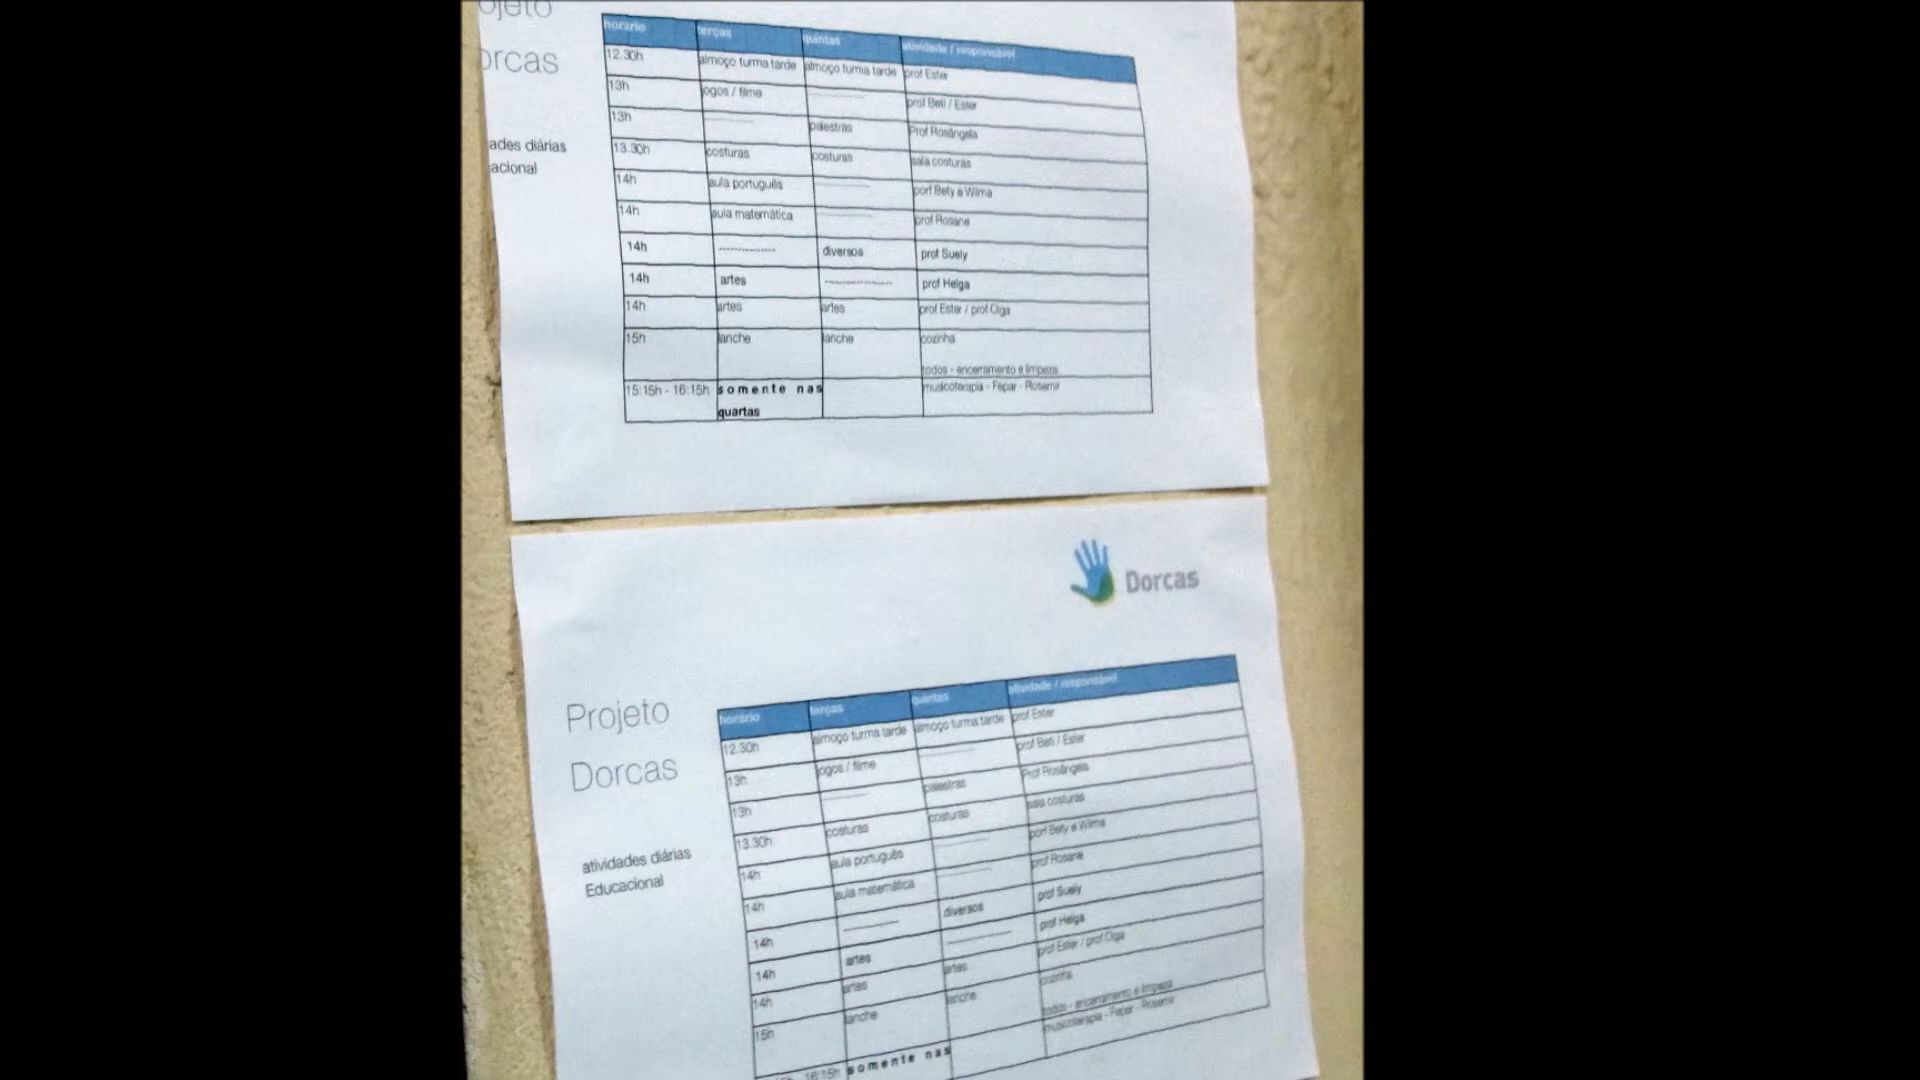 ojeto
orcas
ades diárias
acional
horário terças quintas atividade / responsável
12.30h almoço turma tarde almoço turma tarde prof Ester
13h jogos / filme ---------- prof Beti / Ester
13h ---------- palestras Prof Rosângela
13.30h costuras costuras sala costuras
14h aula português ---------- porf Bety e Wilma
14h aula matemática ---------- prof Rosane
14h ---------- diversos prof Suely
14h artes ---------- prof Helga
14h artes artes prof Ester / prof Olga
15h lanche lanche cozinha
todos - encerramento e limpeza
15:15h - 16:15h somente nas musicoterapia - Fepar - Rosemir
quartas
Dorcas
Projeto
Dorcas
atividades diárias
Educacional
horário terças quintas atividade / responsável
12.30h almoço turma tarde almoço turma tarde prof Ester
13h jogos / filme ---------- prof Beti / Ester
13h ---------- palestras Prof Rosângela
13.30h costuras costuras sala costuras
14h aula português ---------- porf Bety e Wilma
14h aula matemática ---------- prof Rosane
14h ---------- diversos prof Suely
14h artes ---------- prof Helga
14h artes artes prof Ester / prof Olga
15h lanche lanche cozinha
todos - encerramento e limpeza
16:15h somente nas musicoterapia - Fepar - Rosemir